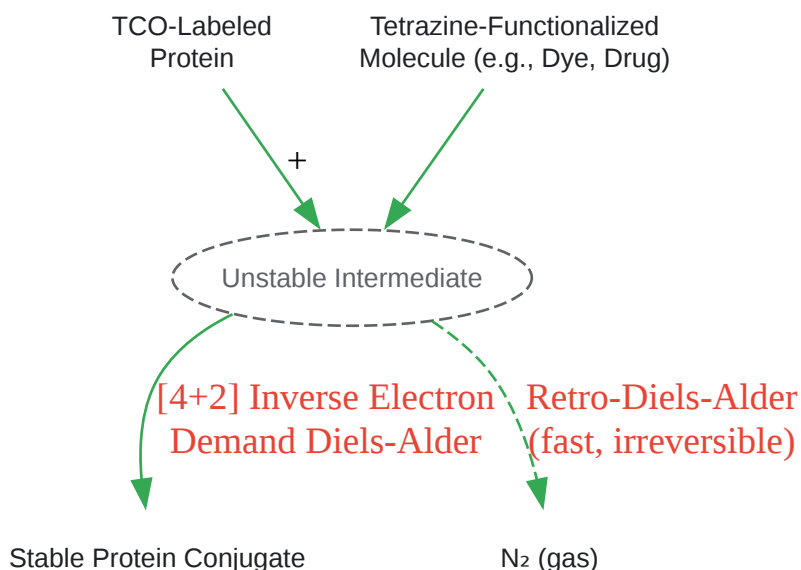 TCO-Labeled
Protein
Tetrazine-Functionalized
Molecule (e.g., Dye, Drug)
+
Unstable Intermediate
[4+2] Inverse Electron
Demand Diels-Alder
Retro-Diels-Alder
(fast, irreversible)
Stable Protein Conjugate
N₂ (gas)